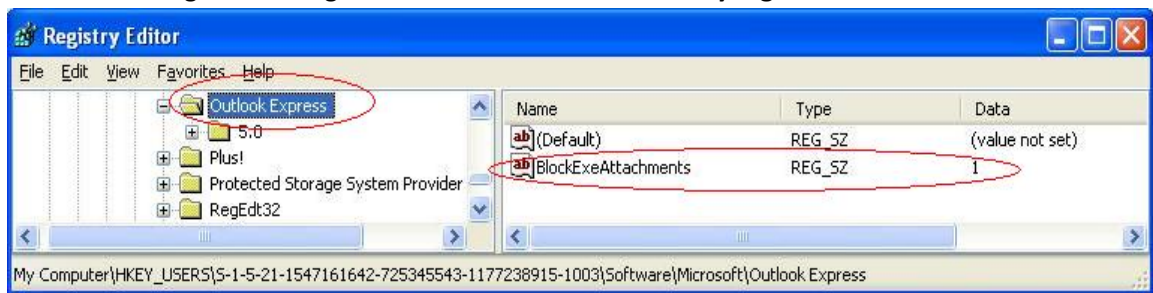 Registry Editor
File Edit View Favorites Help
Outlook Express
5.0
Plus!
Protected Storage System Provider
RegEdt32
Name Type Data
(Default) REG_SZ (value not set)
BlockExeAttachments REG_SZ 1
My Computer\HKEY_USERS\S-1-5-21-1547161642-725345543-1177238915-1003\Software\Microsoft\Outlook Express